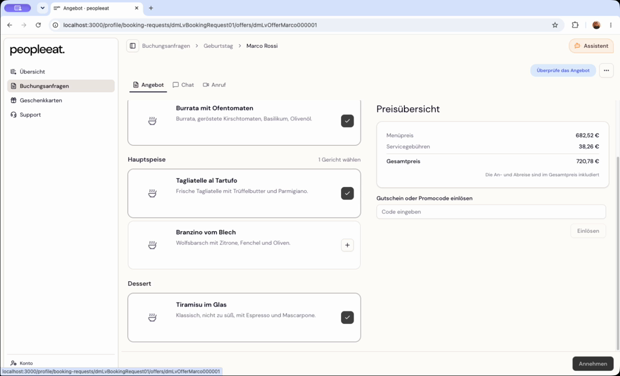 Angebot · peopleeat
localhost:3000/profile/booking-requests/dmLvBookingRequest01/offers/dmLvOfferMarco000001
peopleeat.
Buchungsanfragen > Geburtstag > Marco Rossi
Assistent
Überprüfe das Angebot
Übersicht
Buchungsanfragen
Geschenkkarten
Support
Angebot
Chat
Anruf
Burrata mit Ofentomaten
Burrata, geröstete Kirschtomaten, Basilikum, Olivenöl.
Hauptspeise
1 Gericht wählen
Tagliatelle al Tartufo
Frische Tagliatelle mit Trüffelbutter und Parmigiano.
Branzino vom Blech
Wolfsbarsch mit Zitrone, Fenchel und Oliven.
Dessert
Tiramisu im Glas
Klassisch, nicht zu süß, mit Espresso und Mascarpone.
Preisübersicht
Menüpreis 682,52 €
Servicegebühren 38,26 €
Gesamtpreis 720,78 €
Die An- und Abreise sind im Gesamtpreis inkludiert
Gutschein oder Promocode einlösen
Code eingeben
Einlösen
Konto
Annehmen
localhost:3000/profile/booking-requests/dmLvBookingRequest01/offers/dmLvOfferMarco000001